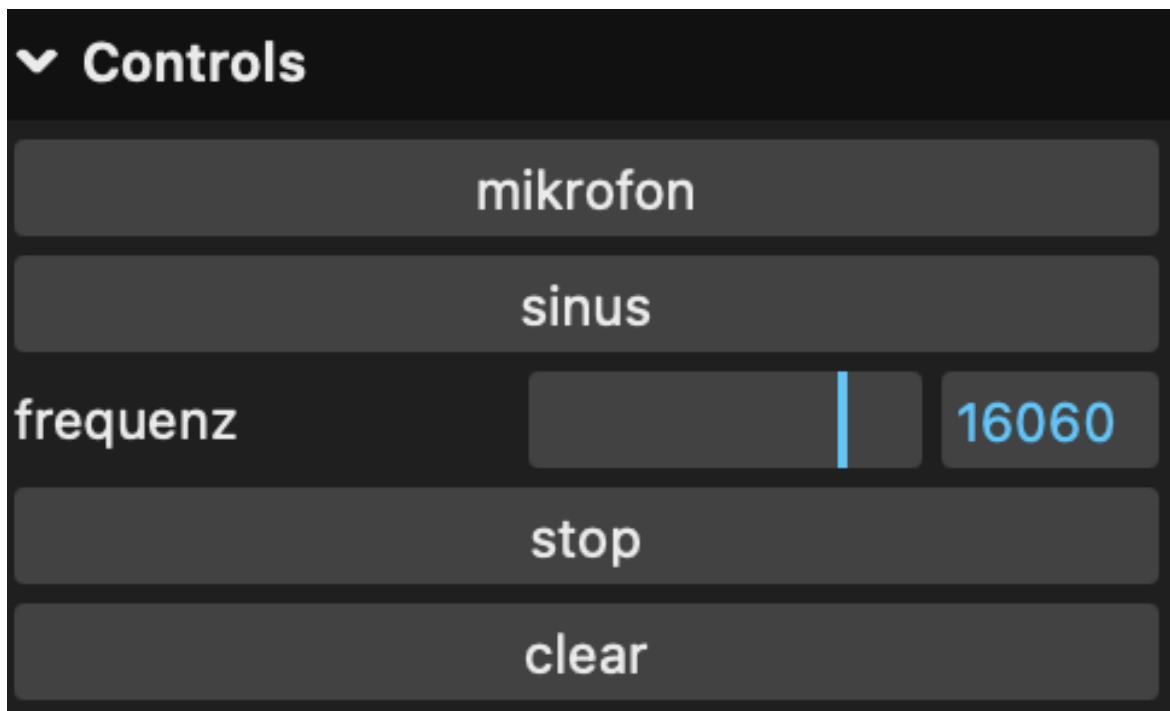 Controls
mikrofon
sinus
frequenz 16060
stop
clear